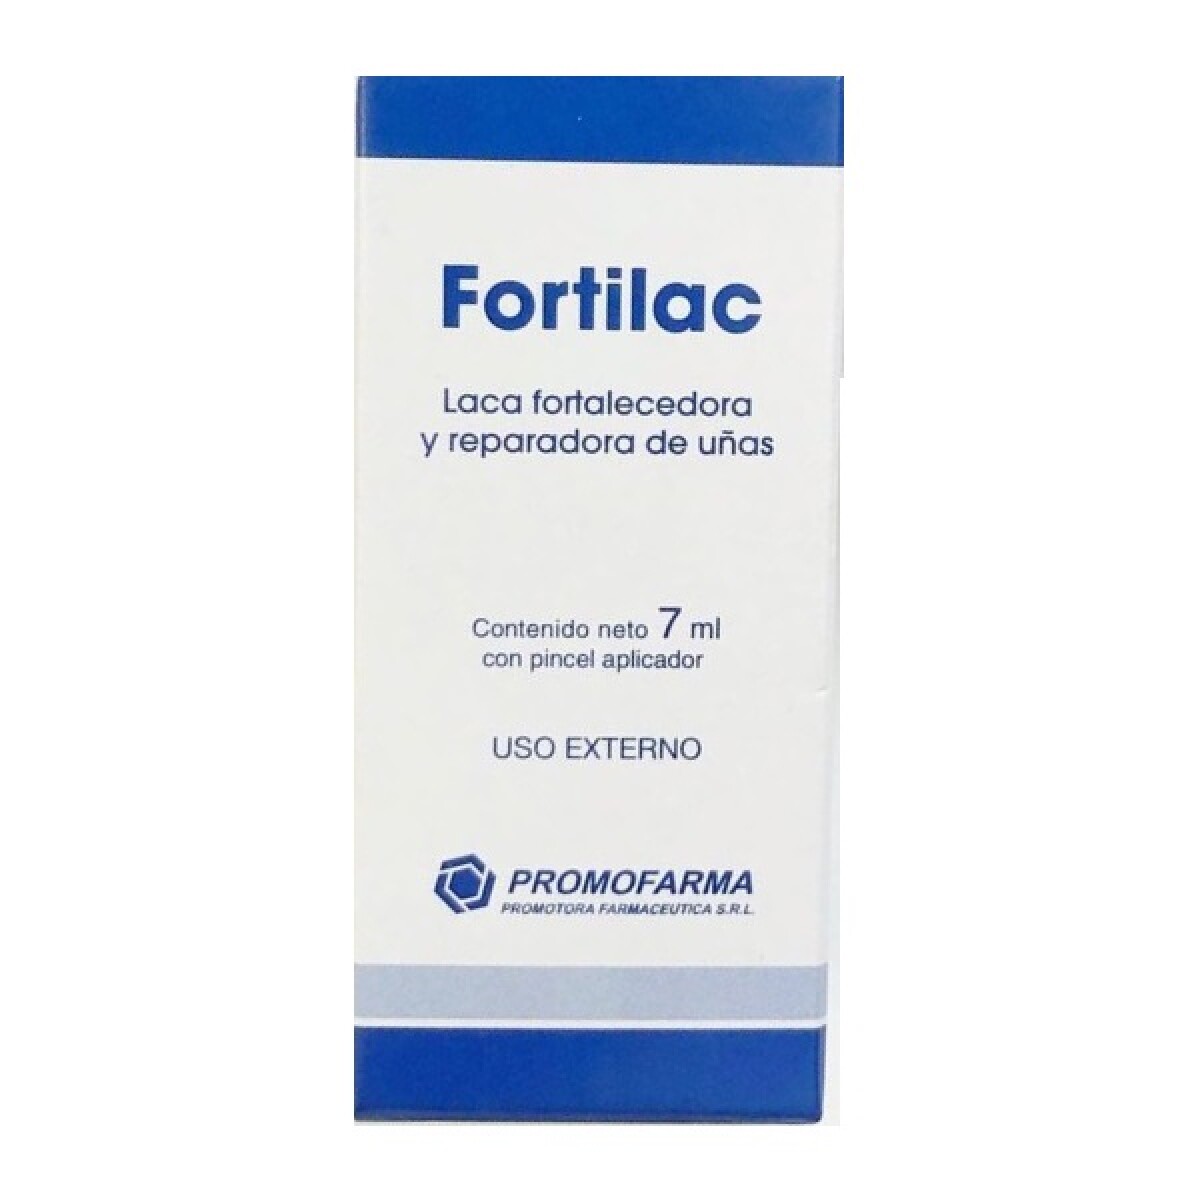 Fortilac
Laca fortalecedora
y reparadora de uñas
Contenido neto 7 ml
con pincel aplicador
USO EXTERNO
PROMOFARMA
PROMOTORA FARMACEUTICA S.R.L.